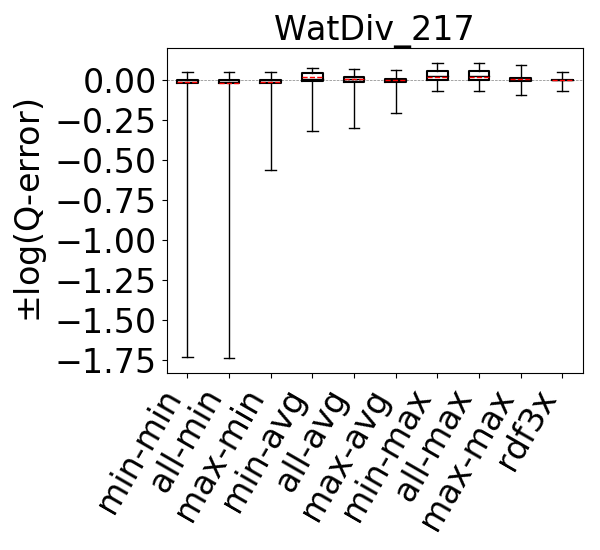 WatDiv_217
±log(Q-error)
0.00
−0.25
−0.50
−0.75
−1.00
−1.25
−1.50
−1.75
min-min
all-min
max-min
min-avg
all-avg
max-avg
min-max
all-max
max-max
rdf3x